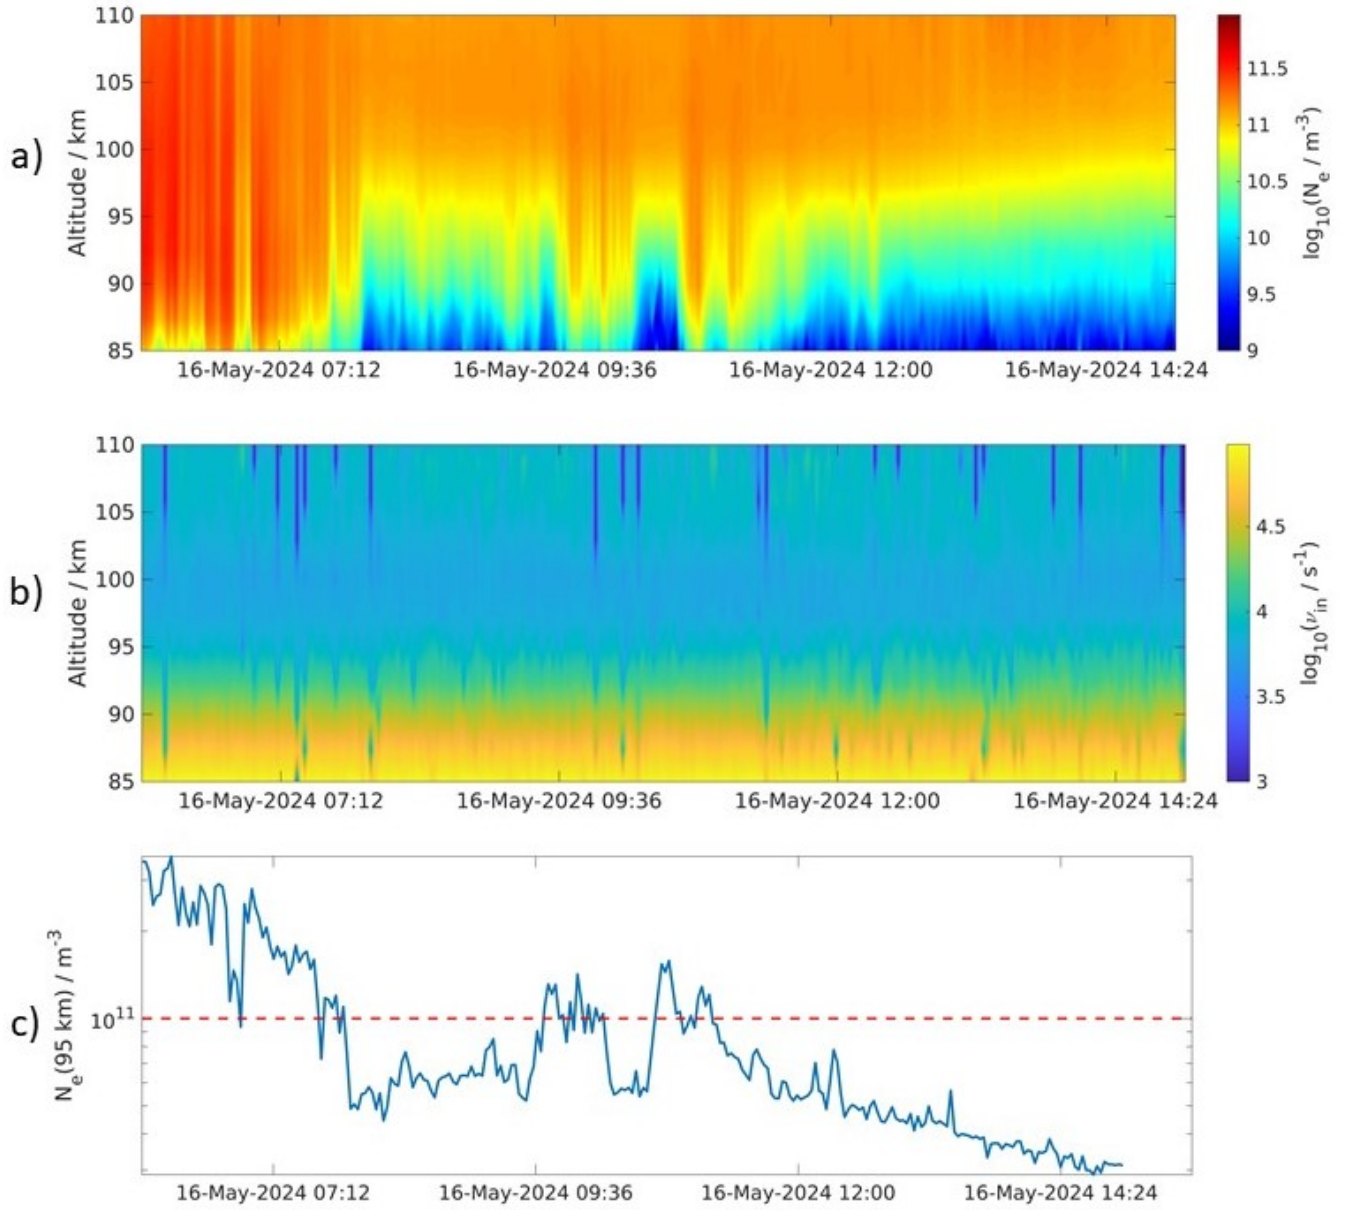 a)
Altitude / km
110
105
100
95
90
85
16-May-2024 07:12
16-May-2024 09:36
16-May-2024 12:00
16-May-2024 14:24
11.5
11
10.5
10
9.5
9
log10(Ne / m-3)
b)
Altitude / km
110
105
100
95
90
85
16-May-2024 07:12
16-May-2024 09:36
16-May-2024 12:00
16-May-2024 14:24
4.5
4
3.5
3
log10(νin / s-1)
c)
Ne(95 km) / m-3
10^11
16-May-2024 07:12
16-May-2024 09:36
16-May-2024 12:00
16-May-2024 14:24